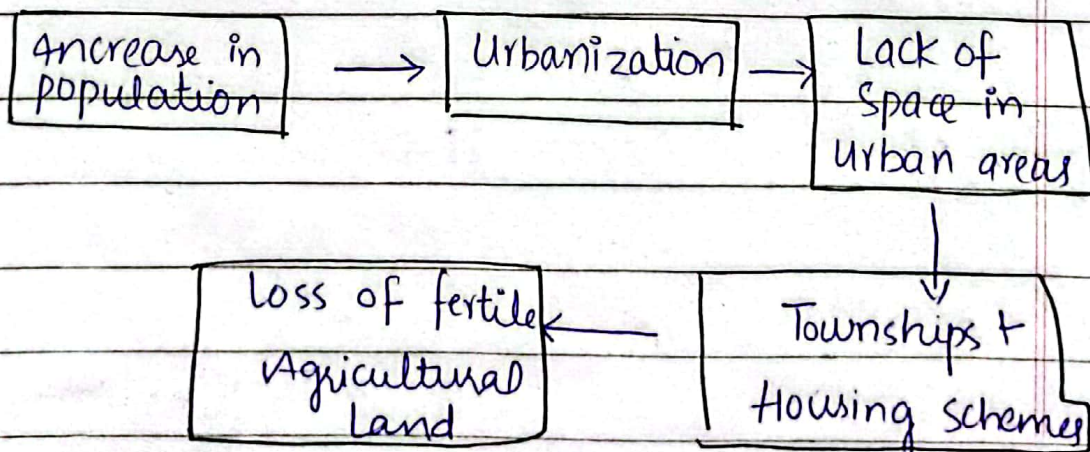 Increase in
population
Urbanization
Lack of
Space in
Urban areas
Townships +
Housing Schemes
Loss of fertile
Agricultural
Land